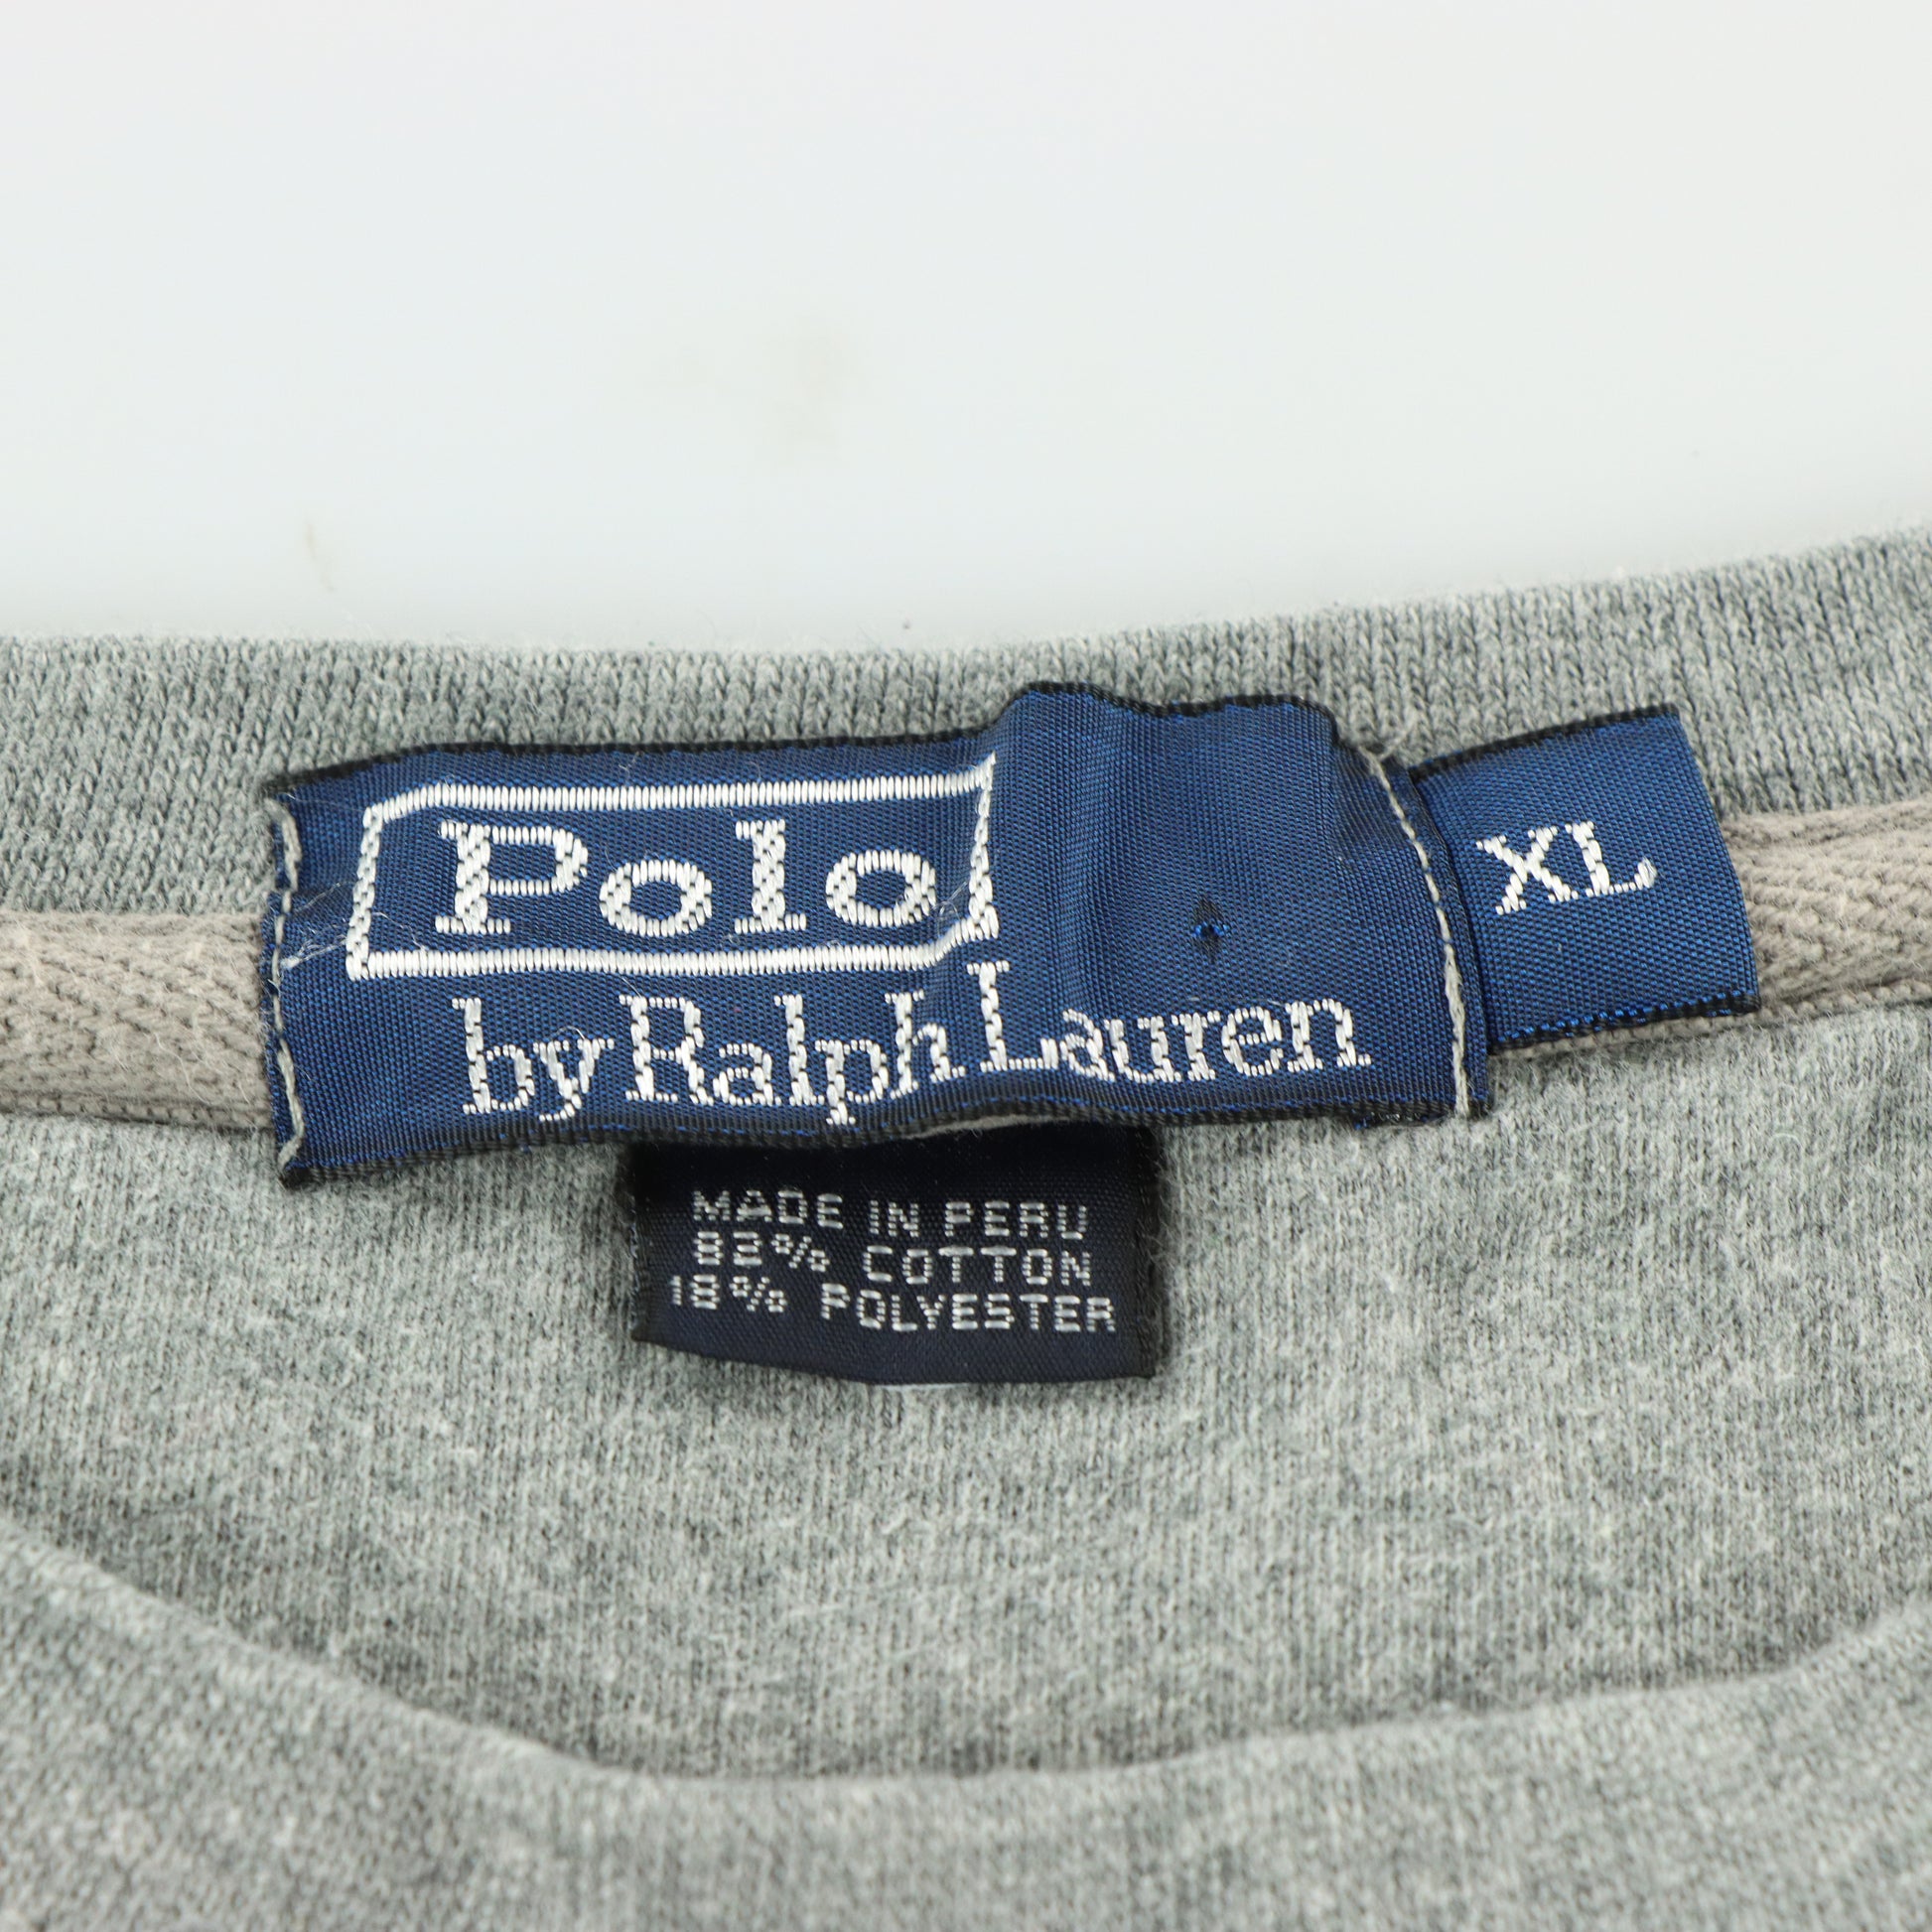 Polo
by Ralph Lauren
XL
MADE IN PERU
82% COTTON
18% POLYESTER